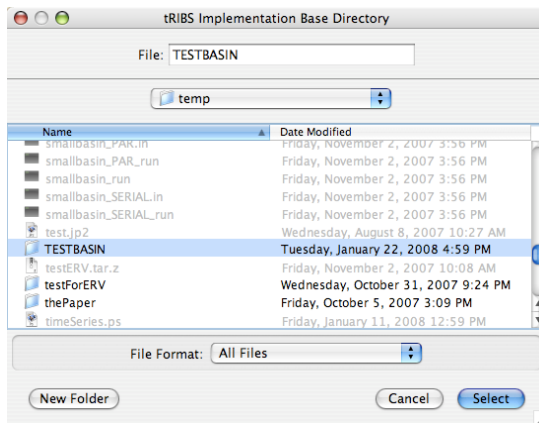 tRIBS Implementation Base Directory
File: TESTBASIN
temp
Name Date Modified
smallbasin_PAR.in Friday, November 2, 2007 3:56 PM
smallbasin_PAR_run Friday, November 2, 2007 3:56 PM
smallbasin_run Friday, November 2, 2007 3:56 PM
smallbasin_SERIAL.in Friday, November 2, 2007 3:56 PM
smallbasin_SERIAL_run Friday, November 2, 2007 3:56 PM
test.jp2 Wednesday, August 8, 2007 10:27 AM
TESTBASIN Tuesday, January 22, 2008 4:59 PM
testERV.tar.z Friday, November 2, 2007 10:08 AM
testForERV Wednesday, October 31, 2007 9:24 PM
thePaper Friday, October 5, 2007 3:09 PM
timeSeries.ps Friday, January 11, 2008 12:59 PM
File Format: All Files
New Folder Cancel Select